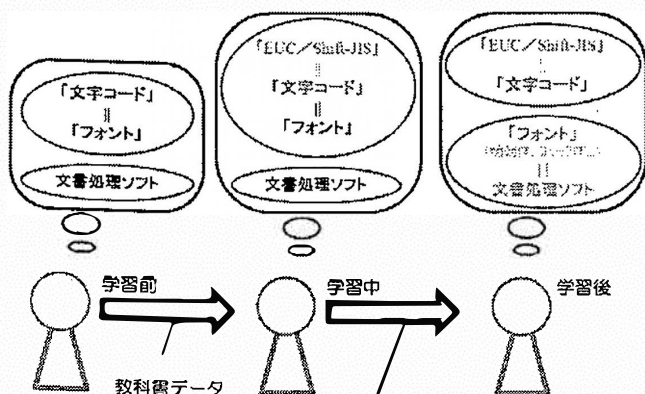 「文字コード」
||
「フォント」
文書処理ソフト
「EUC/Shift-JIS」
||
「文字コード」
||
「フォント」
文書処理ソフト
「EUC/Shift-JIS」
「文字コード」
「フォント」
||
文書処理ソフト
学習前
学習中
学習後
教科書データ